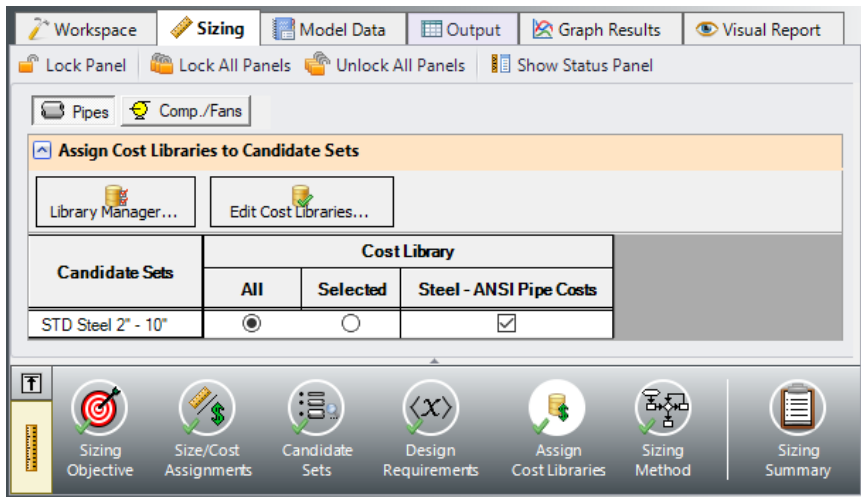 Workspace Sizing Model Data Output Graph Results Visual Report
Lock Panel Lock All Panels Unlock All Panels Show Status Panel
Pipes Comp./Fans
Assign Cost Libraries to Candidate Sets
Library Manager... Edit Cost Libraries...
Candidate Sets
Cost Library
All Selected Steel - ANSI Pipe Costs
STD Steel 2" - 10"
Sizing Size/Cost Candidate Design Assign Sizing Sizing
Objective Assignments Sets Requirements Cost Libraries Method Summary